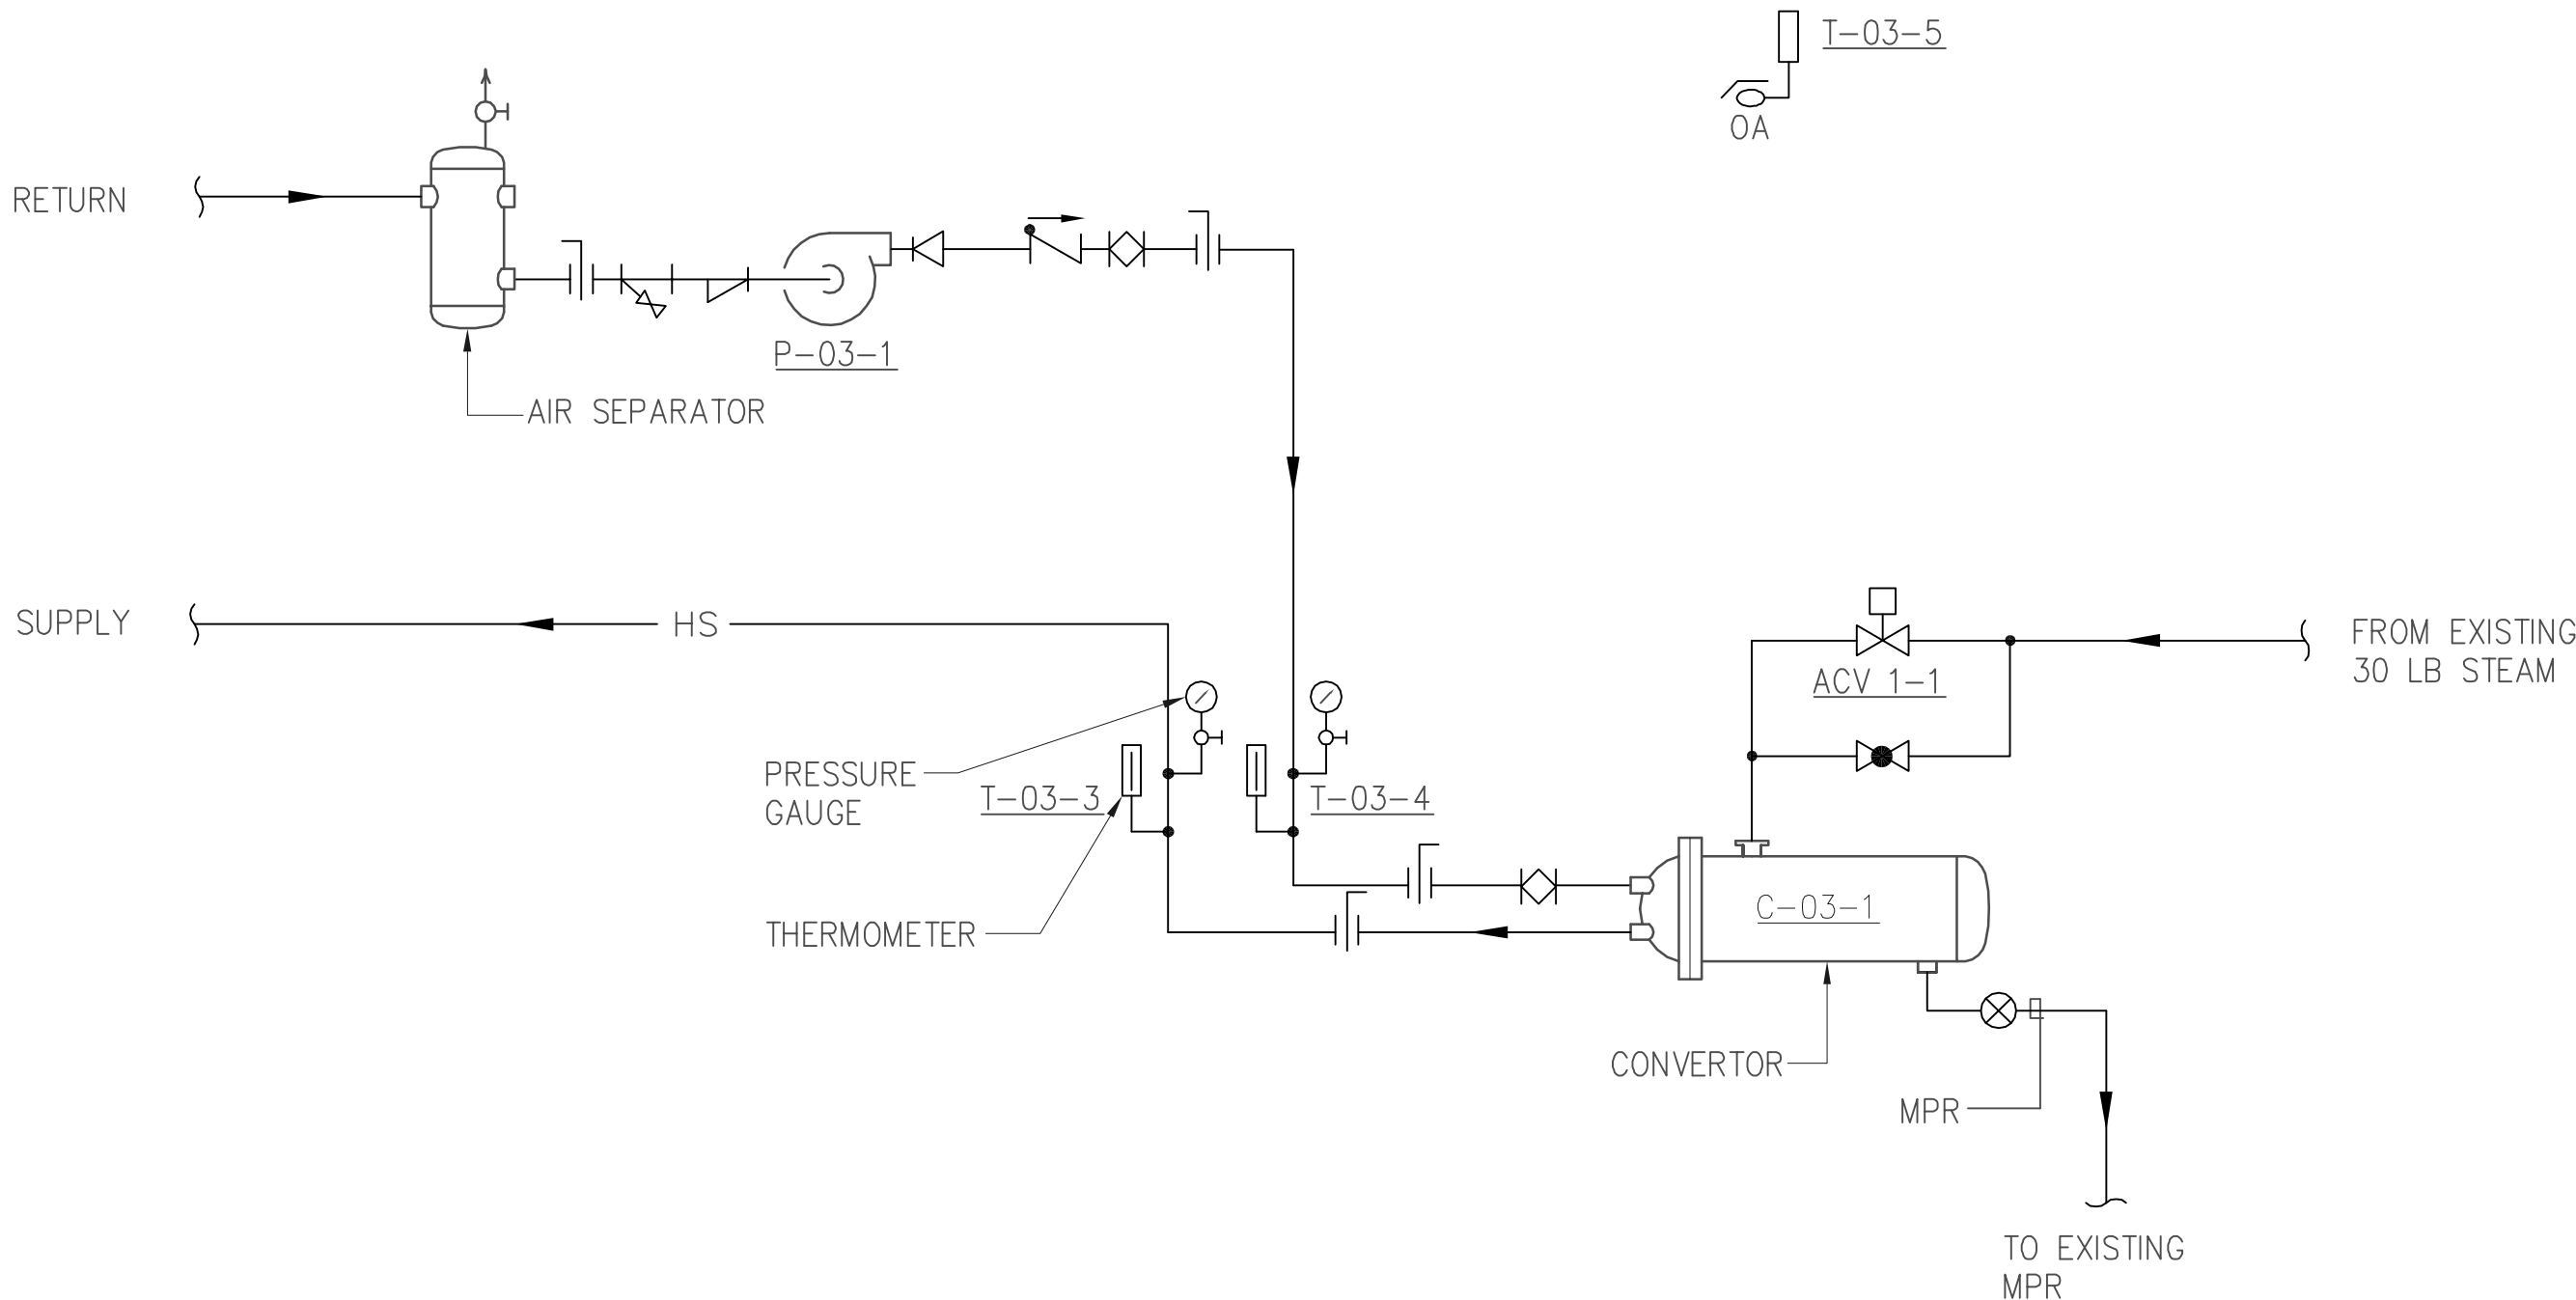 T-03-5
OA
RETURN
P-03-1
AIR SEPARATOR
SUPPLY
HS
FROM EXISTING
30 LB STEAM
ACV 1-1
PRESSURE
GAUGE
T-03-3
T-03-4
THERMOMETER
C-03-1
CONVERTOR
MPR
TO EXISTING
MPR